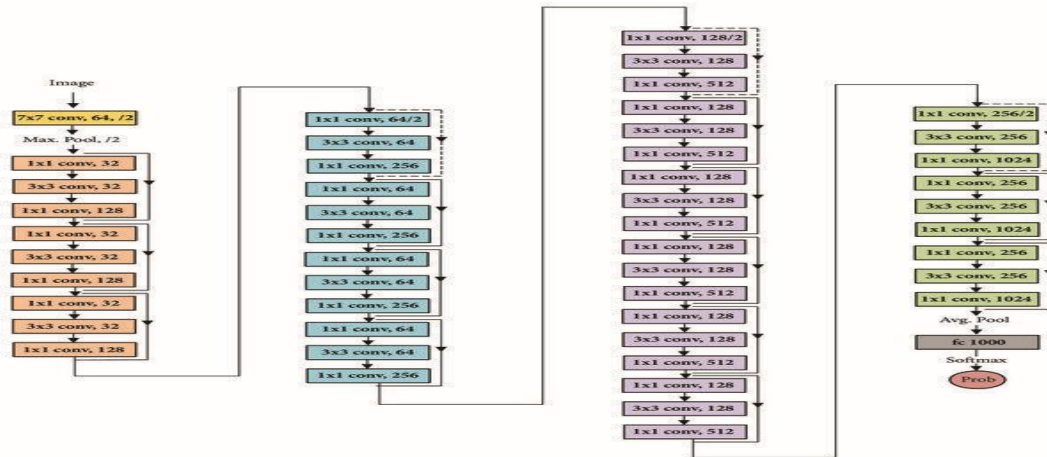 Image
7x7 conv, 64, /2
Max. Pool, /2
1x1 conv, 32
3x3 conv, 32
1x1 conv, 128
1x1 conv, 32
3x3 conv, 32
1x1 conv, 128
1x1 conv, 32
3x3 conv, 32
1x1 conv, 128
1x1 conv, 64/2
3x3 conv, 64
1x1 conv, 256
1x1 conv, 64
3x3 conv, 64
1x1 conv, 256
1x1 conv, 64
3x3 conv, 64
1x1 conv, 256
1x1 conv, 64
3x3 conv, 64
1x1 conv, 256
1x1 conv, 128/2
3x3 conv, 128
1x1 conv, 512
1x1 conv, 128
3x3 conv, 128
1x1 conv, 512
1x1 conv, 128
3x3 conv, 128
1x1 conv, 512
1x1 conv, 128
3x3 conv, 128
1x1 conv, 512
1x1 conv, 128
3x3 conv, 128
1x1 conv, 512
1x1 conv, 128
3x3 conv, 128
1x1 conv, 512
1x1 conv, 256/2
3x3 conv, 256
1x1 conv, 1024
1x1 conv, 256
3x3 conv, 256
1x1 conv, 1024
1x1 conv, 256
3x3 conv, 256
1x1 conv, 1024
Avg. Pool
fc 1000
Softmax
Prob